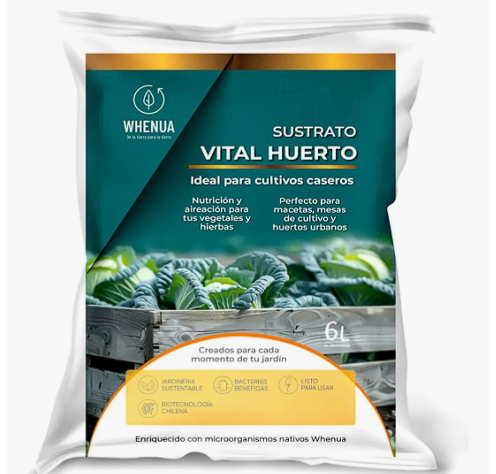 WHENUA
De la tierra para la tierra
SUSTRATO
VITAL HUERTO
Ideal para cultivos caseros
Nutrición y
aireación para
tus vegetales y
hierbas
Perfecto para
macetas, mesas
de cultivo y
huertos urbanos
6L
Creados para cada
momento de tu jardín
JARDINERIA
SUSTENTABLE
BACTERIAS
BENEFICAS
LISTO
PARA USAR
BIOTECNOLOGÍA
CHILENA
Enriquecido con microorganismos nativos Whenua